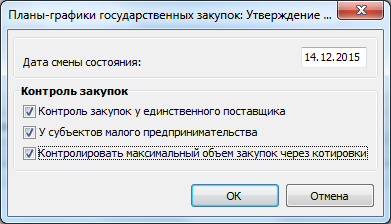 Планы-графики государственных закупок: Утверждение ...
Дата смены состояния: 14.12.2015
Контроль закупок
Контроль закупок у единственного поставщика
У субъектов малого предпринимательства
Контролировать максимальный объем закупок через котировки
ОК Отмена